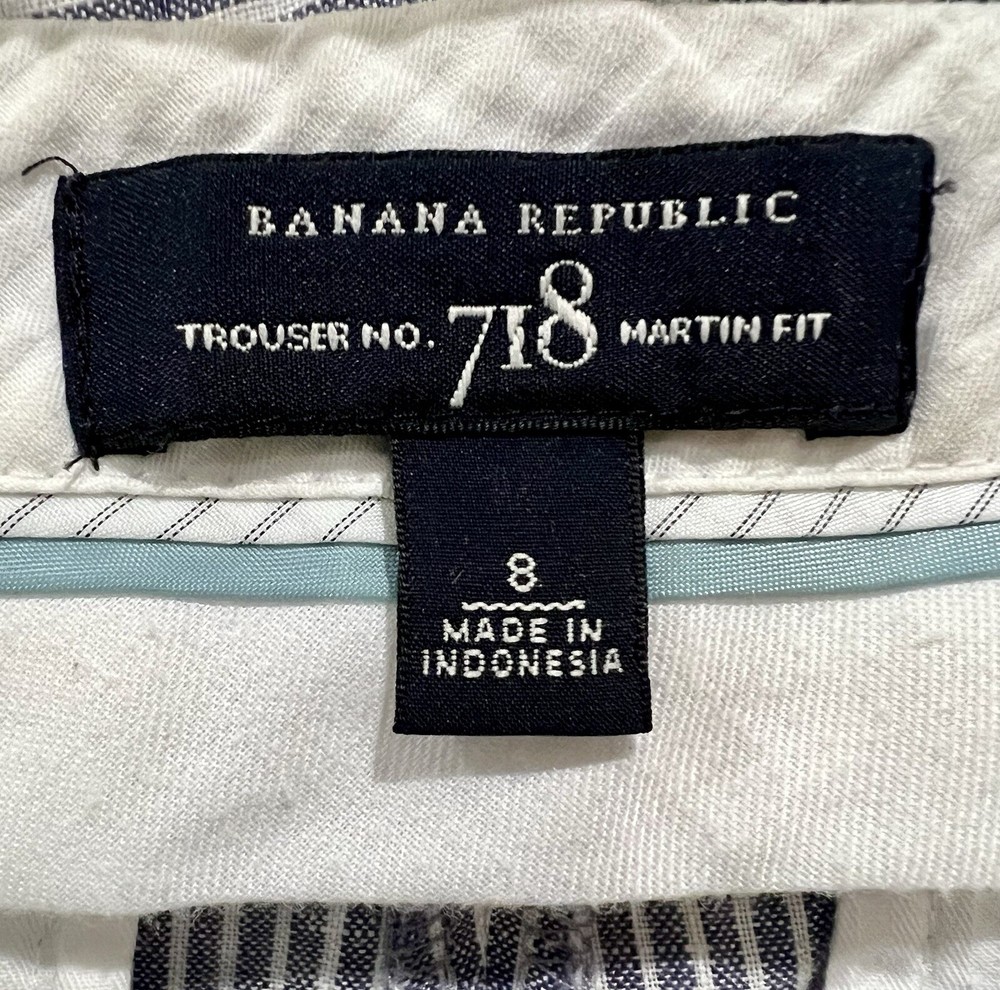 BANANA REPUBLIC
TROUSER NO. 718 MARTIN FIT
8
MADE IN
INDONESIA